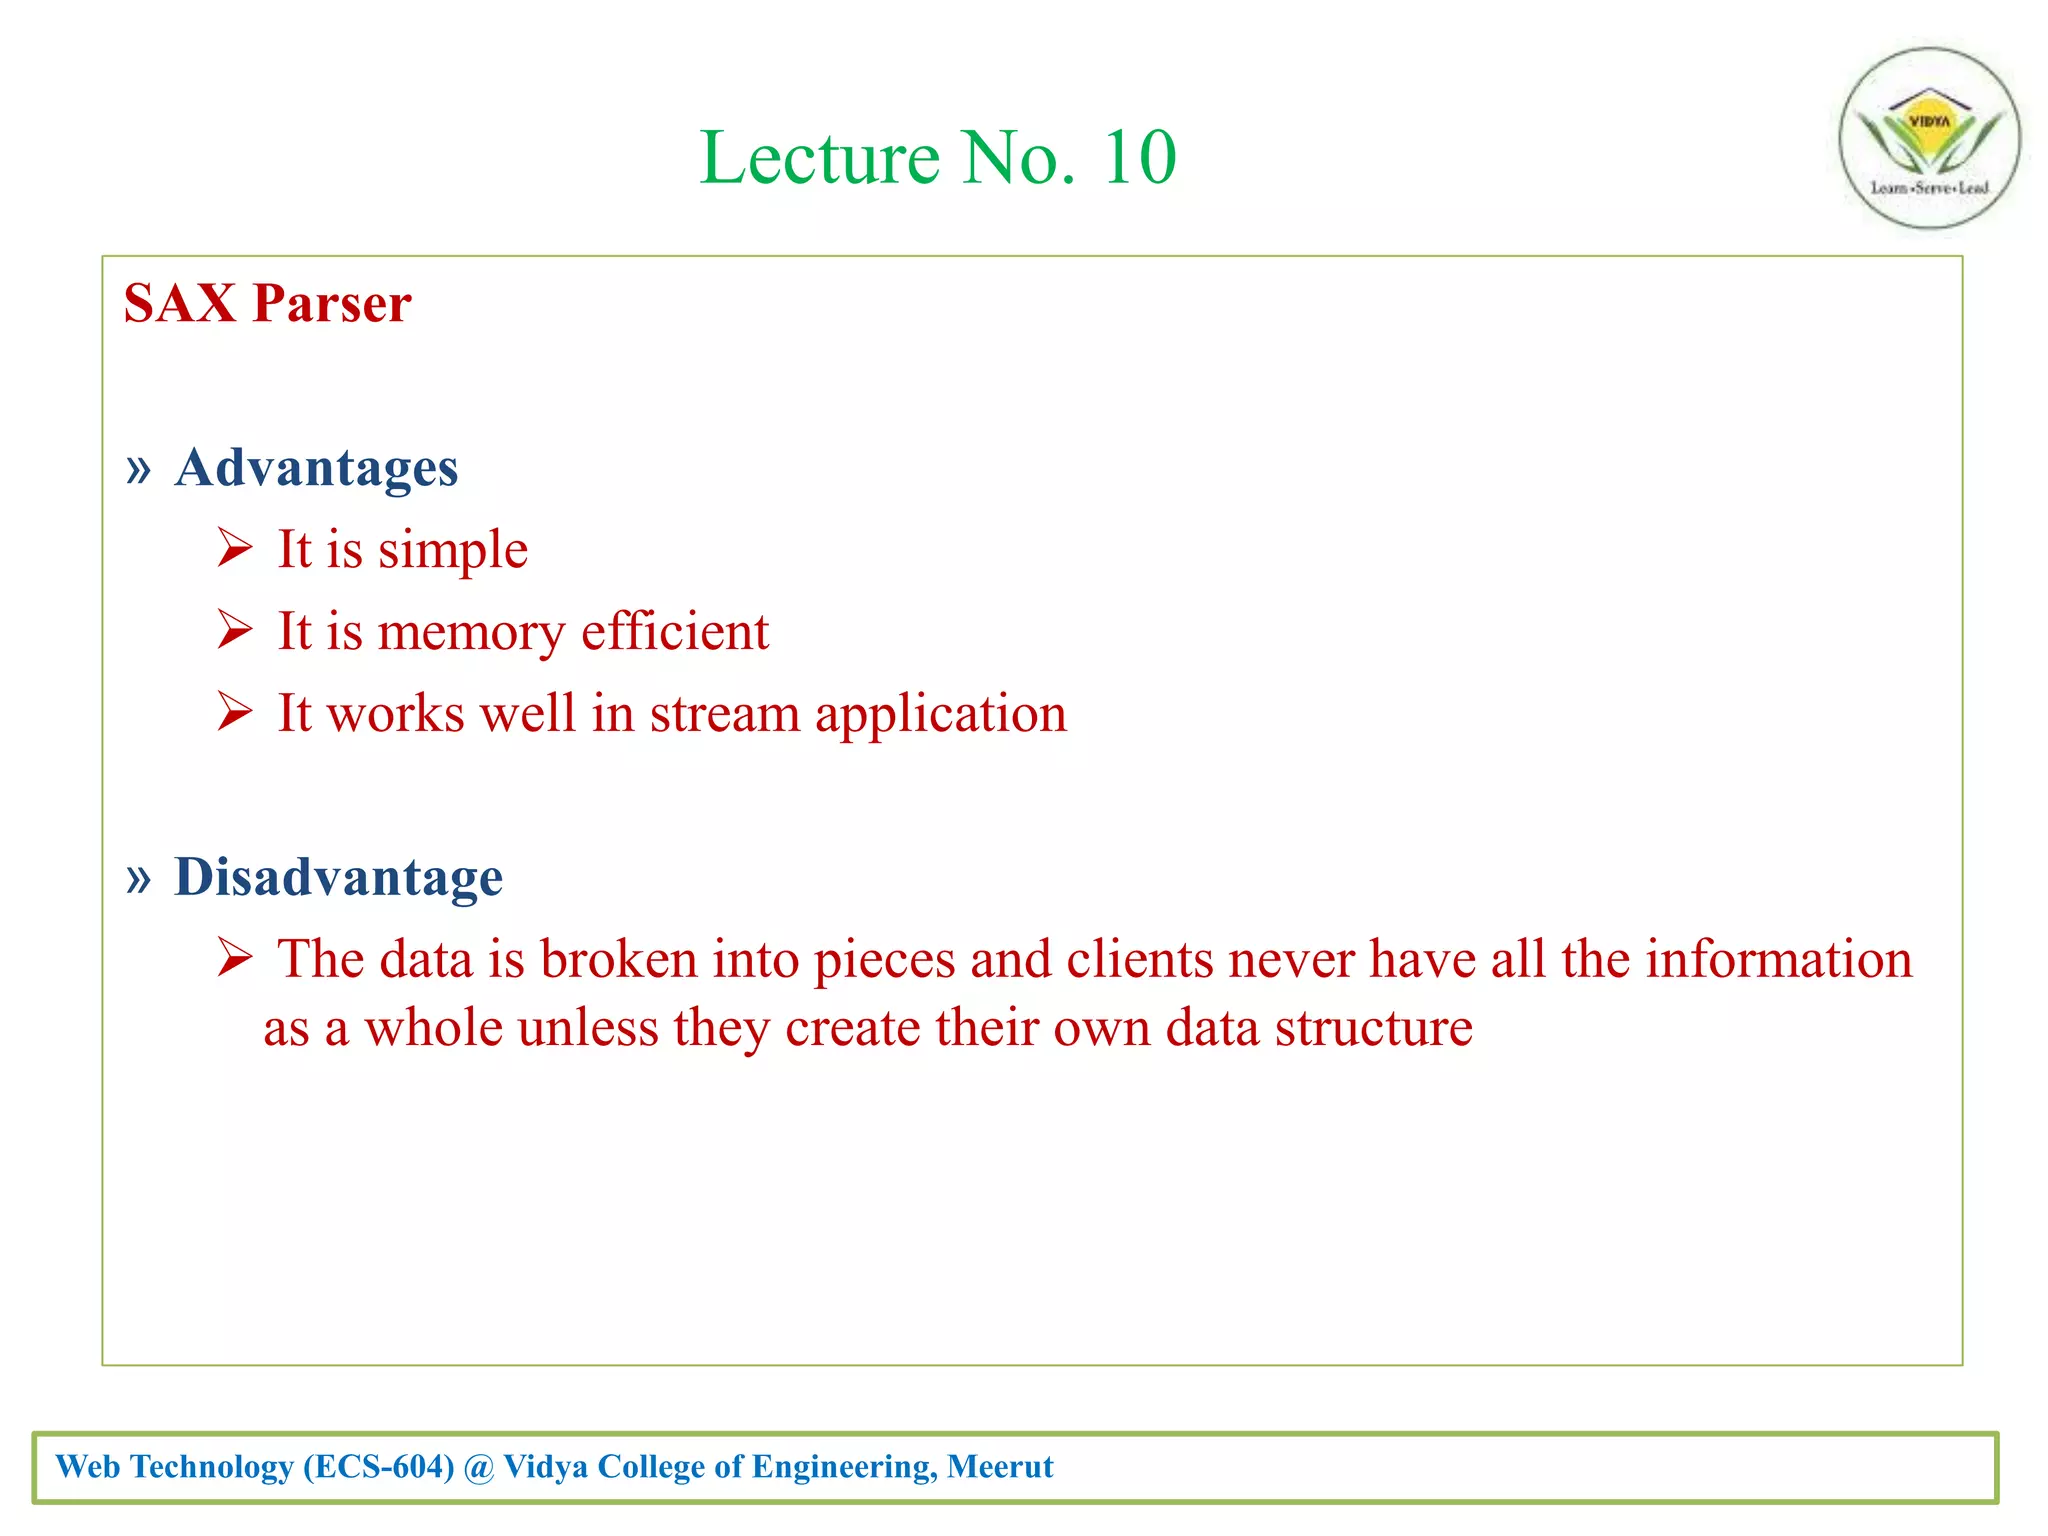 Lecture No. 10
VIDYA
Learn•Serve•Lead
SAX Parser
» Advantages
➢ It is simple
➢ It is memory efficient
➢ It works well in stream application
» Disadvantage
➢ The data is broken into pieces and clients never have all the information
as a whole unless they create their own data structure
Web Technology (ECS-604) @ Vidya College of Engineering, Meerut